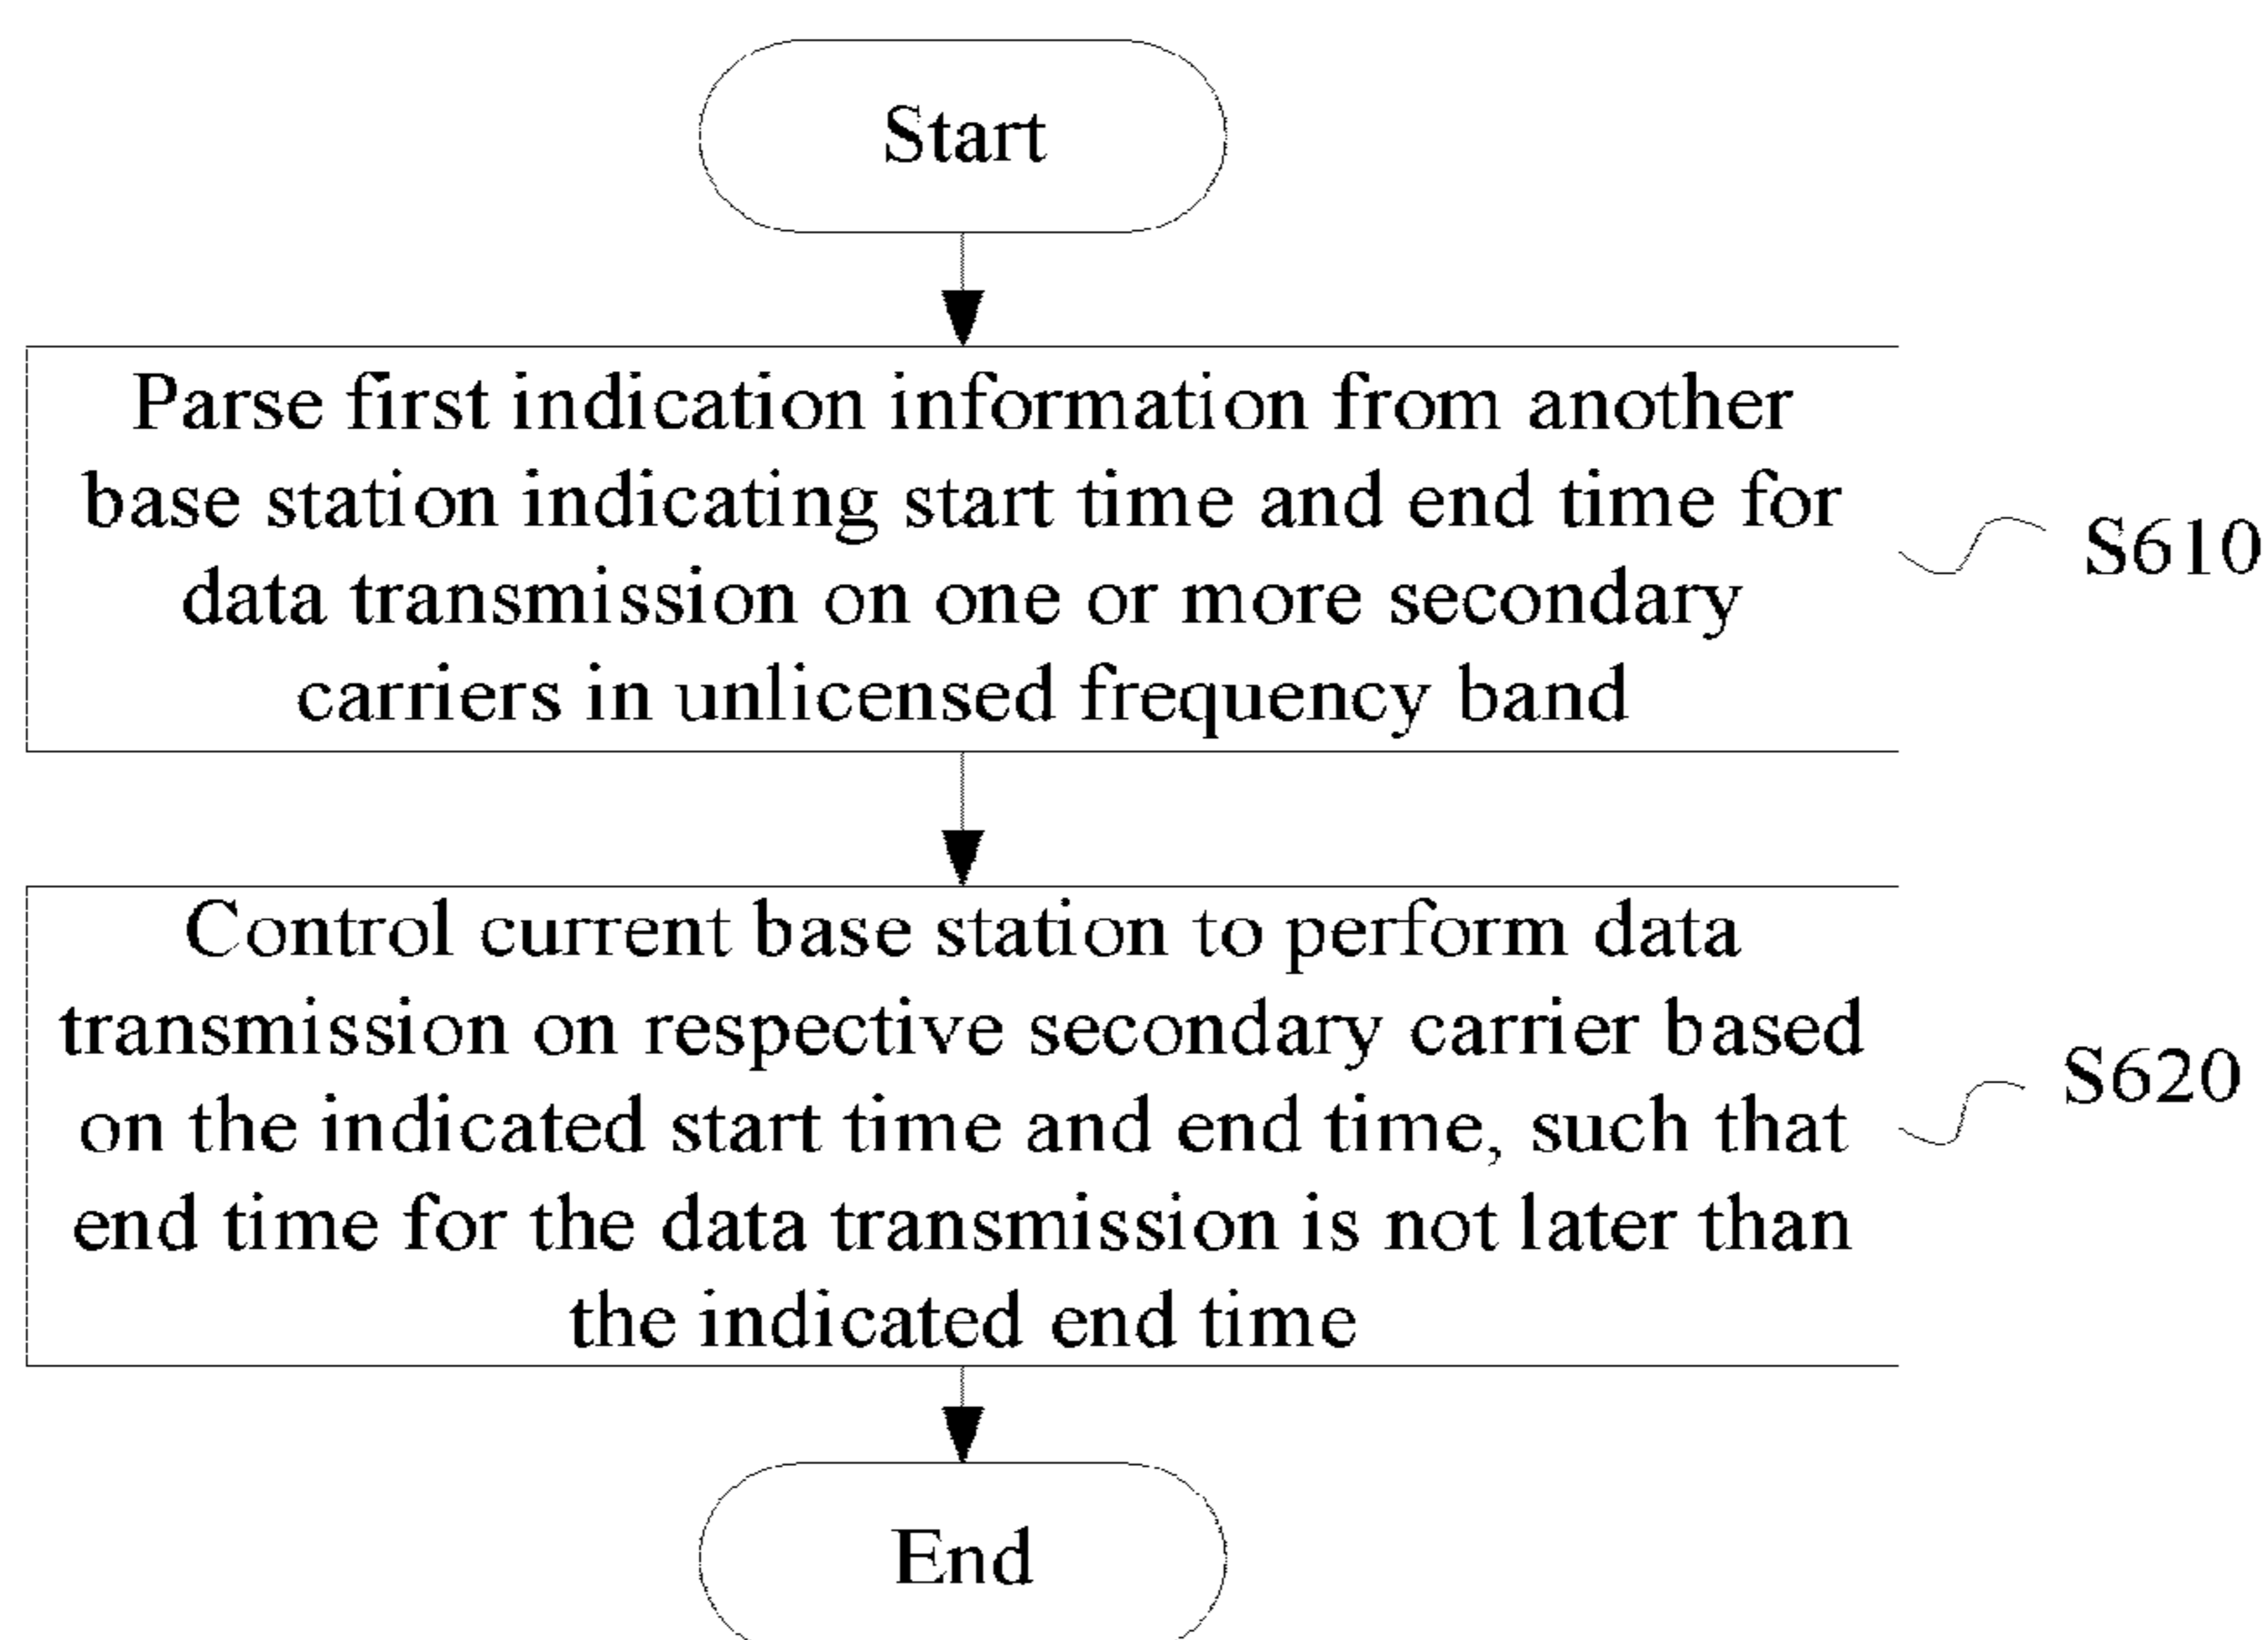 Start
Parse first indication information from another
base station indicating start time and end time for
data transmission on one or more secondary
carriers in unlicensed frequency band
S610
Control current base station to perform data
transmission on respective secondary carrier based
on the indicated start time and end time, such that
end time for the data transmission is not later than
the indicated end time
S620
End